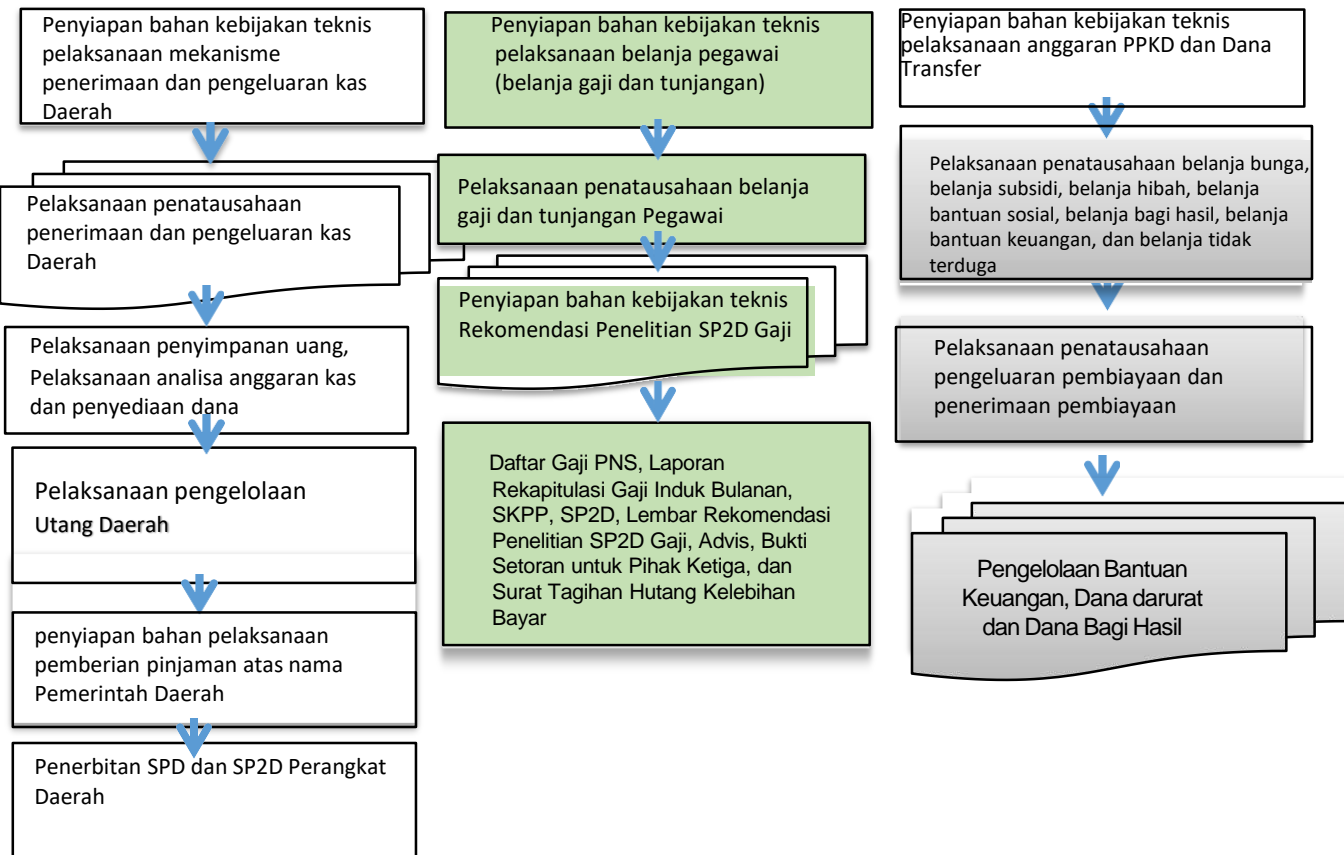 Penyiapan bahan kebijakan teknis
pelaksanaan mekanisme
penerimaan dan pengeluaran kas
Daerah
Pelaksanaan penatausahaan
penerimaan dan pengeluaran kas
Daerah
Pelaksanaan penyimpanan uang,
Pelaksanaan analisa anggaran kas
dan penyediaan dana
Pelaksanaan pengelolaan
Utang Daerah
penyiapan bahan pelaksanaan
pemberian pinjaman atas nama
Pemerintah Daerah
Penerbitan SPD dan SP2D Perangkat
Daerah
Penyiapan bahan kebijakan teknis
pelaksanaan belanja pegawai
(belanja gaji dan tunjangan)
Pelaksanaan penatausahaan belanja
gaji dan tunjangan Pegawai
Penyiapan bahan kebijakan teknis
Rekomendasi Penelitian SP2D Gaji
Daftar Gaji PNS, Laporan
Rekapitulasi Gaji Induk Bulanan,
SKPP, SP2D, Lembar Rekomendasi
Penelitian SP2D Gaji, Advis, Bukti
Setoran untuk Pihak Ketiga, dan
Surat Tagihan Hutang Kelebihan
Bayar
Penyiapan bahan kebijakan teknis
pelaksanaan anggaran PPKD dan Dana
Transfer
Pelaksanaan penatausahaan belanja bunga,
belanja subsidi, belanja hibah, belanja
bantuan sosial, belanja bagi hasil, belanja
bantuan keuangan, dan belanja tidak
terduga
Pelaksanaan penatausahaan
pengeluaran pembiayaan dan
penerimaan pembiayaan
Pengelolaan Bantuan
Keuangan, Dana darurat
dan Dana Bagi Hasil